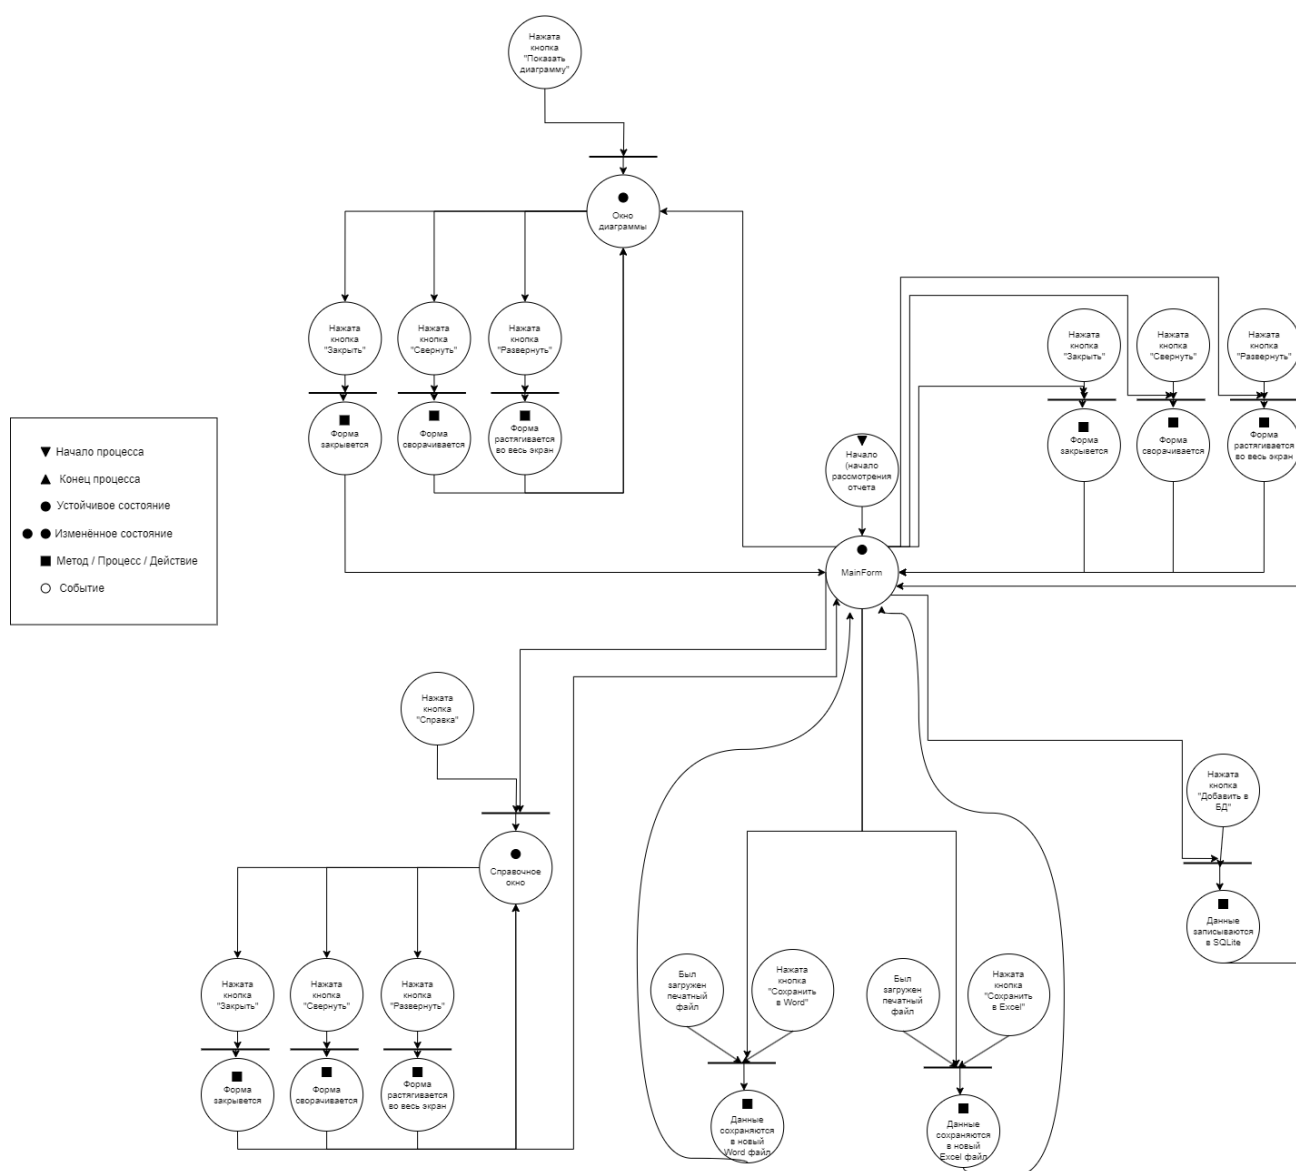 Нажата
кнопка
"Показать
диаграмму"
Окно
диаграммы
Нажата
кнопка
"Закрыть"
Нажата
кнопка
"Свернуть"
Нажата
кнопка
"Развернуть"
Форма
закрывется
Форма
сворачивается
Форма
растягивается
во весь экран
Нажата
кнопка
"Закрыть"
Нажата
кнопка
"Свернуть"
Нажата
кнопка
"Развернуть"
Форма
закрывется
Форма
сворачивается
Форма
растягивается
во весь экран
Начало процесса
Конец процесса
Устойчивое состояние
Изменённое состояние
Метод / Процесс / Действие
Событие
Начало
(начало
рассмотрения
отчета
MainForm
Нажата
кнопка
"Справка"
Справочное
окно
Нажата
кнопка
"Добавить в
БД"
Данные
записываются
в SQLite
Нажата
кнопка
"Закрыть"
Нажата
кнопка
"Свернуть"
Нажата
кнопка
"Развернуть"
Форма
закрывется
Форма
сворачивается
Форма
растягивается
во весь экран
Был
загружен
печатный
файл
Нажата
кнопка
"Сохранить
в Word"
Был
загружен
печатный
файл
Нажата
кнопка
"Сохранить
в Excel"
Данные
сохраняются
в новый
Word файл
Данные
сохраняются
в новый
Excel файл